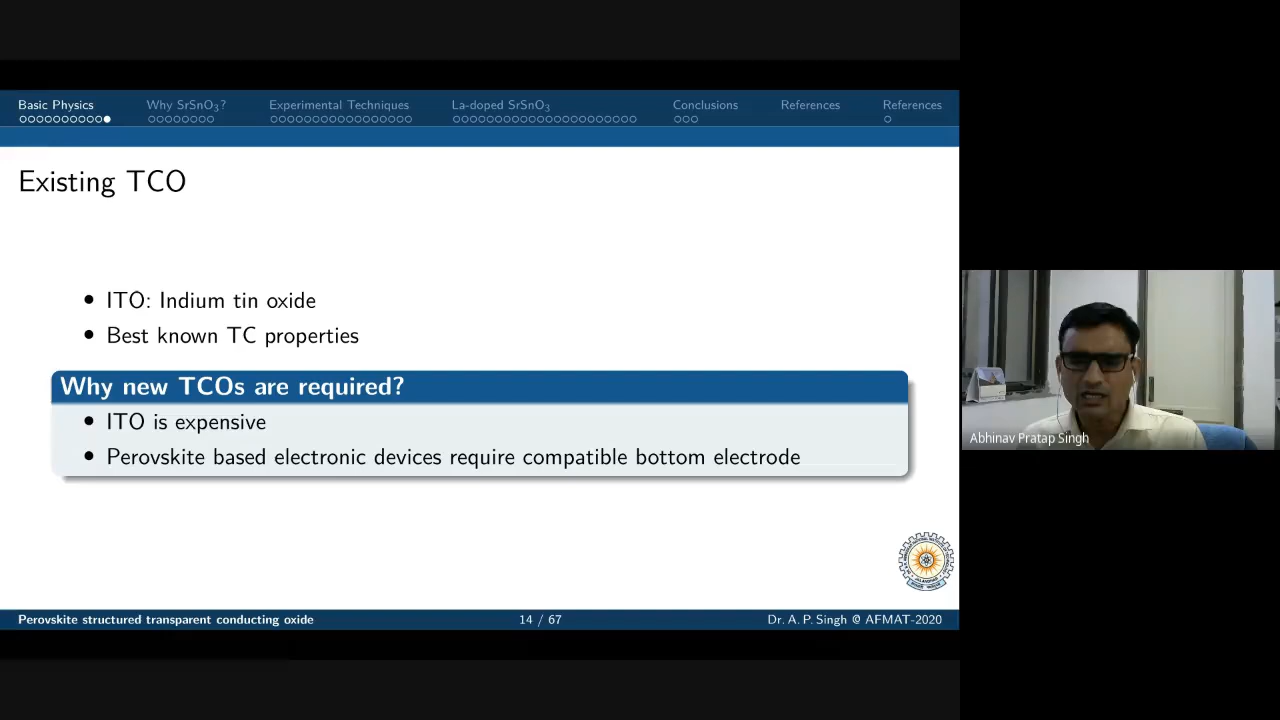 Basic Physics Why SrSnO3? Experimental Techniques La-doped SrSnO3 Conclusions References References
Existing TCO
• ITO: Indium tin oxide
• Best known TC properties
Why new TCOs are required?
• ITO is expensive
• Perovskite based electronic devices require compatible bottom electrode
Abhinav Pratap Singh
Perovskite structured transparent conducting oxide 14 / 67 Dr. A. P. Singh @ AFMAT-2020